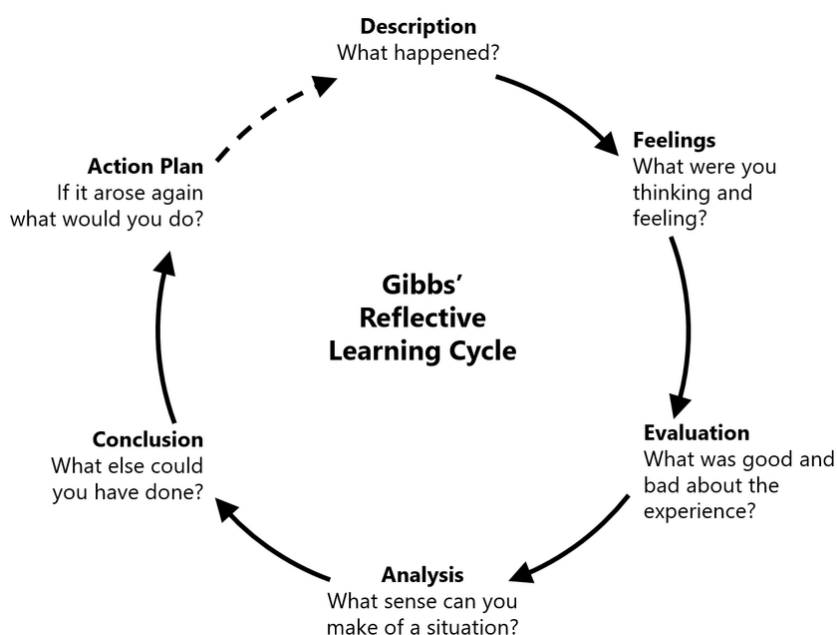 Description
What happened?
Feelings
What were you
thinking and
feeling?
Evaluation
What was good and
bad about the
experience?
Analysis
What sense can you
make of a situation?
Conclusion
What else could
you have done?
Action Plan
If it arose again
what would you do?
Gibbs’
Reflective
Learning Cycle